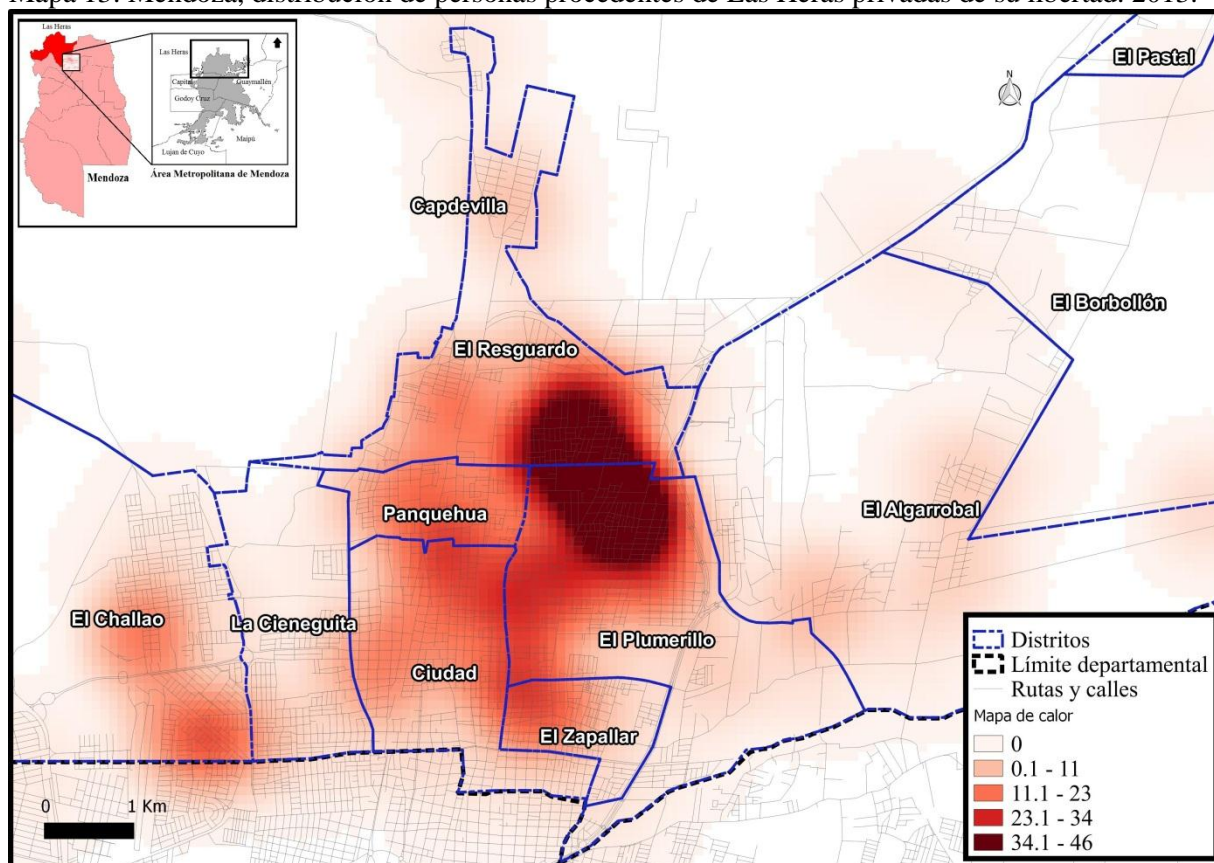 Mapa 13. Mendoza, distribución de personas procedentes de Las Heras privadas de su libertad. 2015.
Las Heras
Mendoza
Las Heras
Capital
Guaymallén
Godoy Cruz
Maipú
Lujan de Cuyo
Área Metropolitana de Mendoza
N
El Pastal
Capdevilla
El Borbollón
El Resguardo
Panquehua
El Algarrobal
El Challao
La Cieneguita
El Plumerillo
Ciudad
El Zapallar
0 1 Km
Distritos
Límite departamental
Rutas y calles
Mapa de calor
0
0.1 - 11
11.1 - 23
23.1 - 34
34.1 - 46